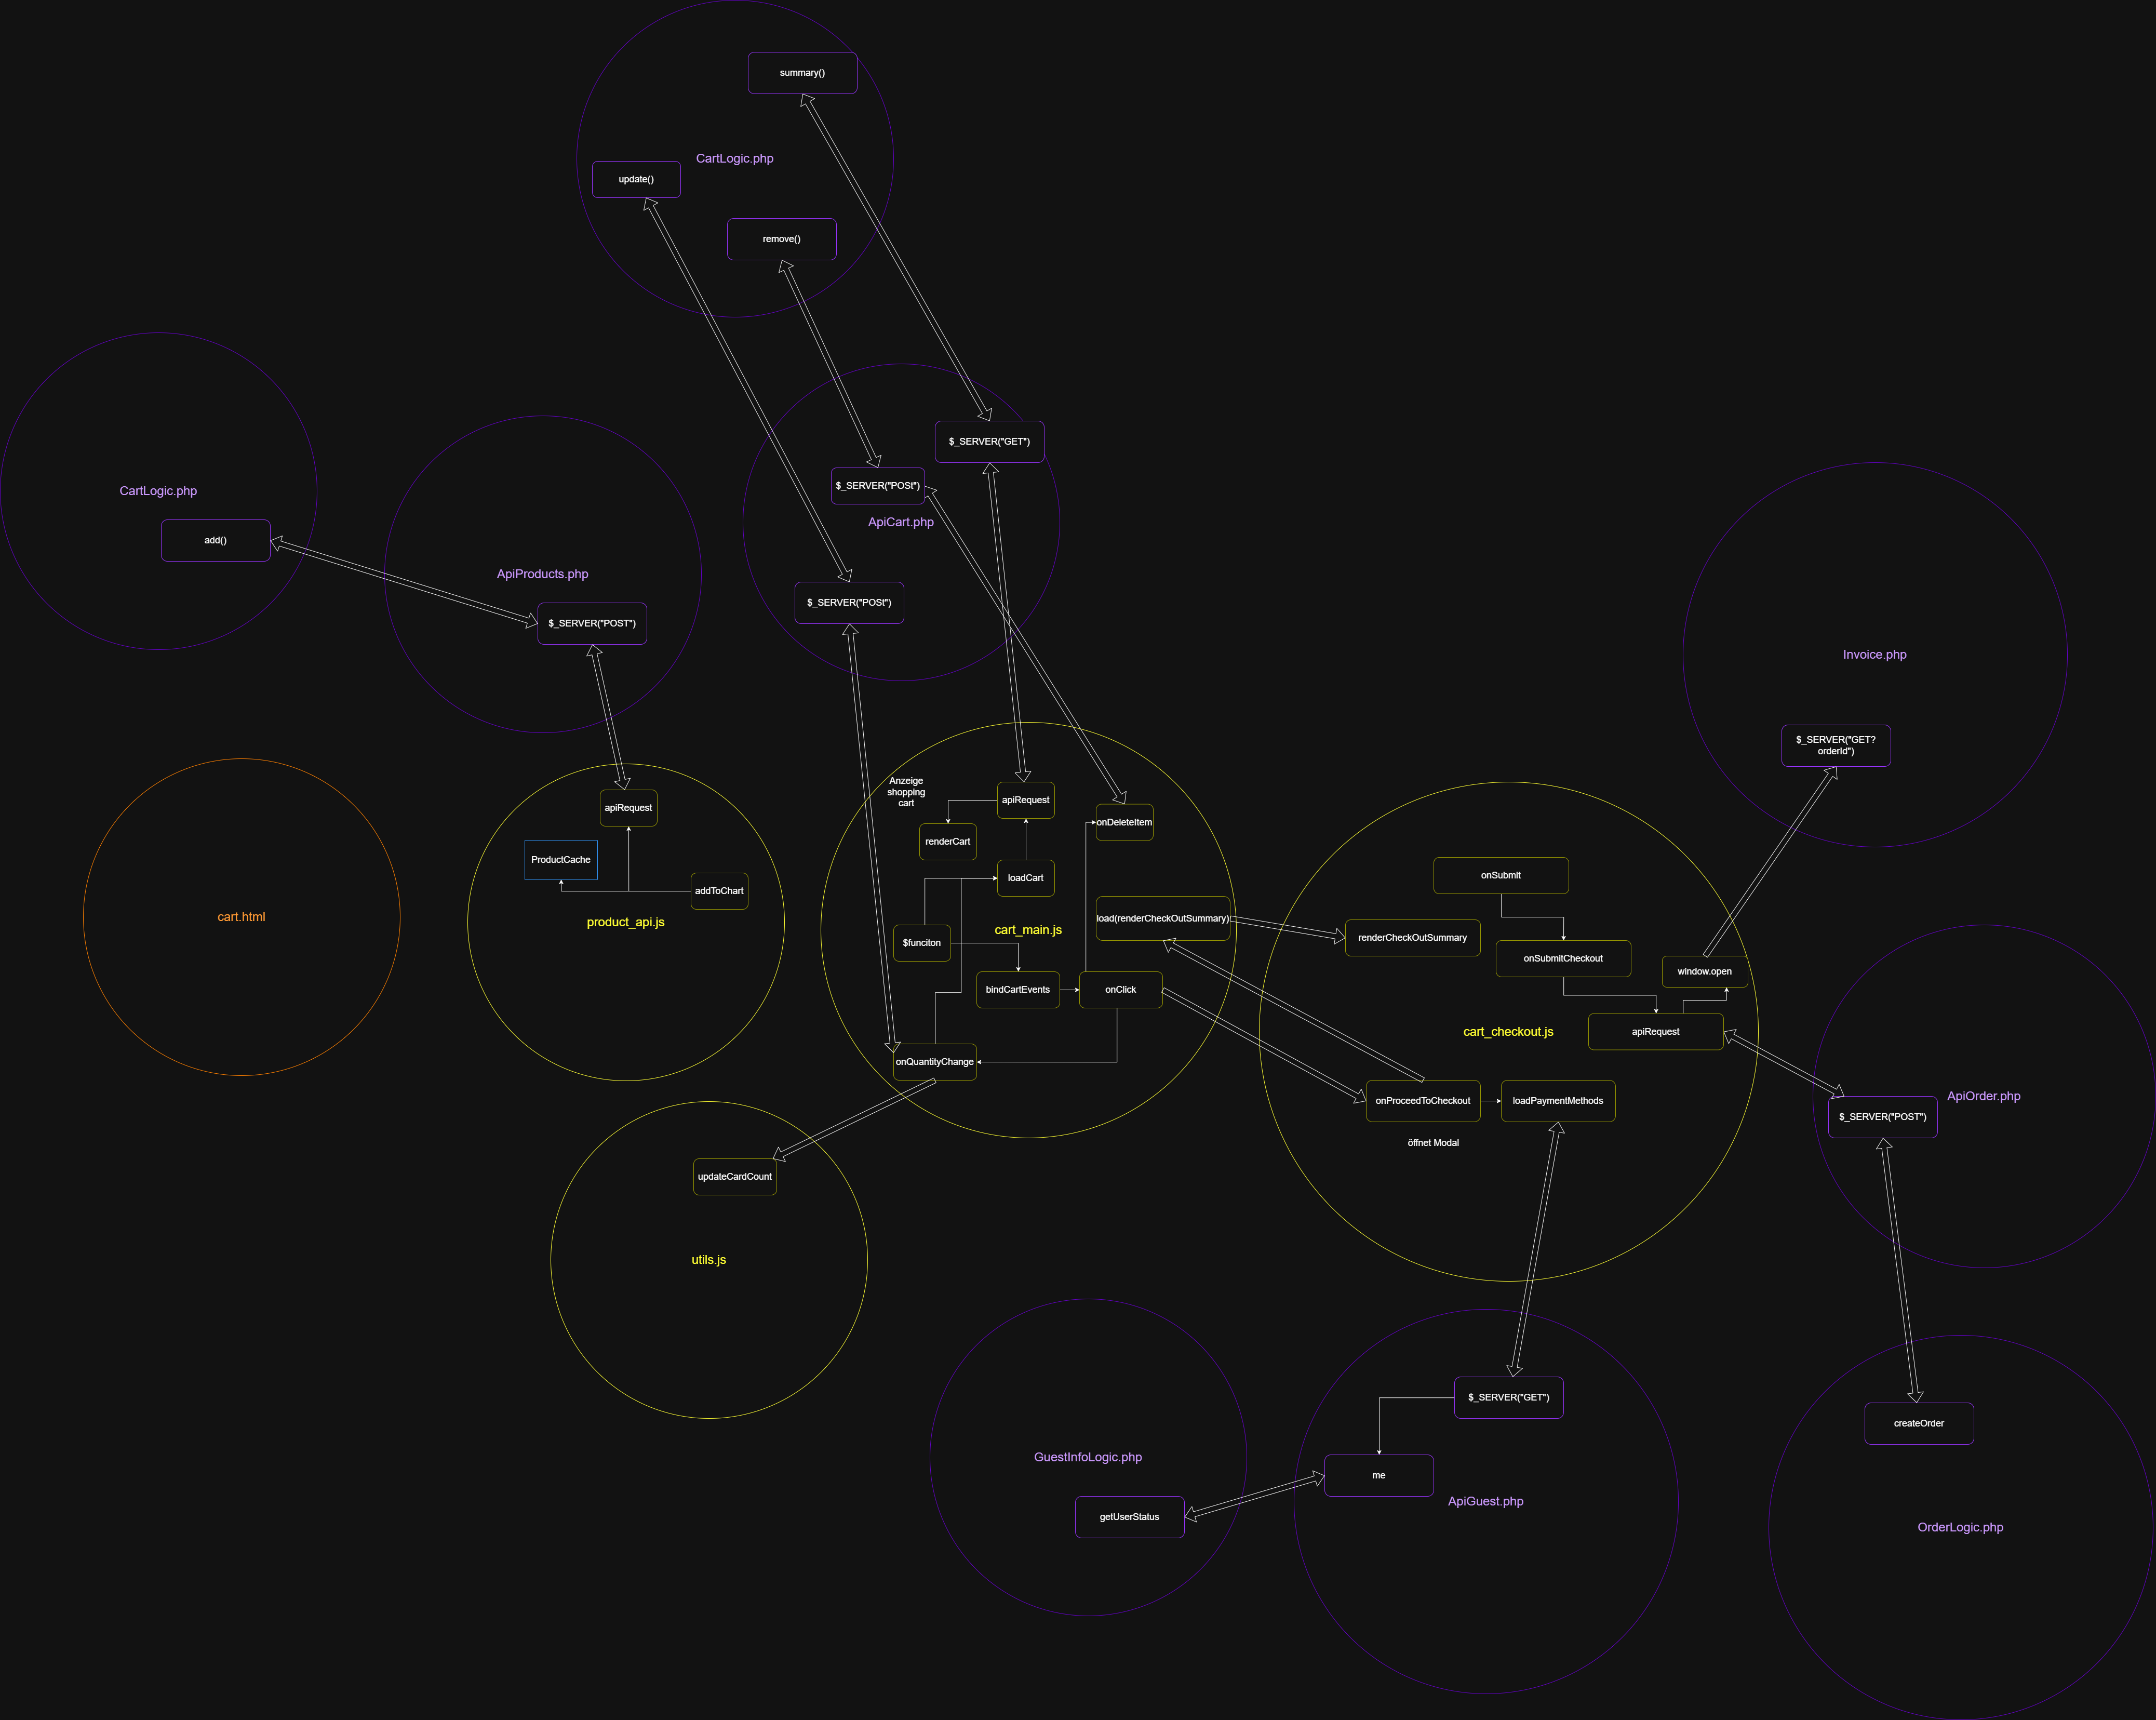 summary()
CartLogic.php
update()
remove()
$_SERVER("GET")
$_SERVER("POSt")
ApiCart.php
$_SERVER("POSt")
CartLogic.php
add()
ApiProducts.php
$_SERVER("POST")
Invoice.php
$_SERVER("GET?
orderId")
cart.html
apiRequest
ProductCache
addToChart
product_api.js
Anzeige
shopping
cart
apiRequest
onDeleteItem
renderCart
loadCart
load(renderCheckOutSummary)
$funciton
cart_main.js
bindCartEvents
onClick
onQuantityChange
onSubmit
renderCheckOutSummary
onSubmitCheckout
window.open
cart_checkout.js
apiRequest
onProceedToCheckout
loadPaymentMethods
öffnet Modal
ApiOrder.php
$_SERVER("POST")
updateCardCount
utils.js
$_SERVER("GET")
createOrder
GuestInfoLogic.php
me
ApiGuest.php
getUserStatus
OrderLogic.php